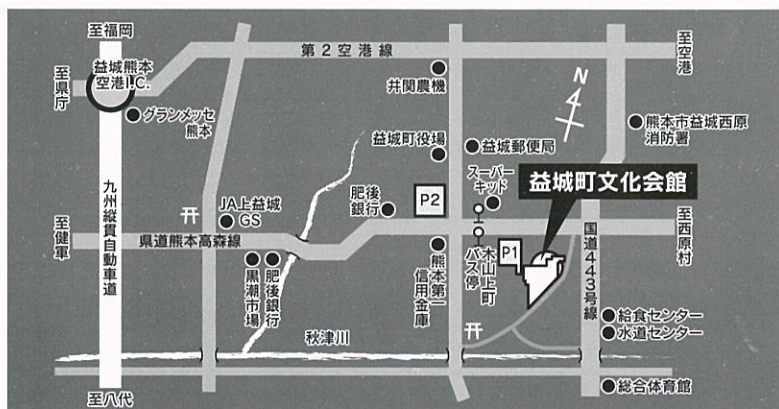 至福岡
第2空港線
至空港
益城熊本
空港I.C.
至県庁
グランメッセ
熊本
井関農機
N
益城町役場
益城郵便局
熊本市益城西原
消防署
スーパー
キッド
益城町文化会館
九州縦貫自動車道
JA上益城
GS
肥後
銀行
P2
至健軍
県道熊本高森線
至西原村
黒潮市場
肥後
銀行
熊本第一
信用金庫
木山上町
バス停
P1
国道443号線
給食センター
水道センター
秋津川
至八代
総合体育館